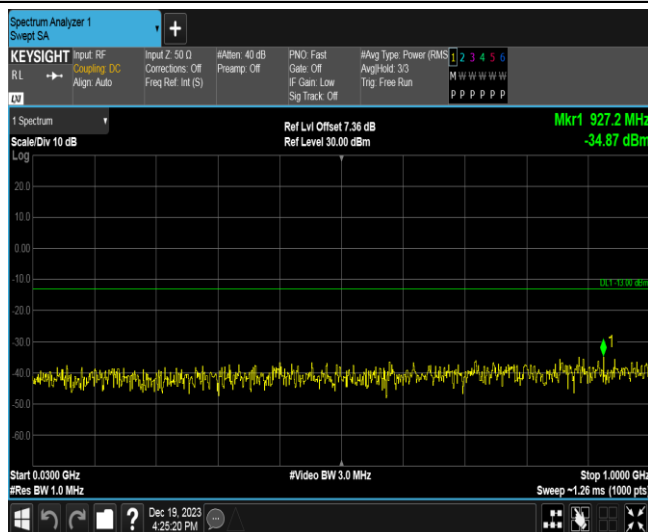 Spectrum Analyzer 1
Swept SA
+
KEYSIGHT
RL
LXI
Input: RF
Coupling: DC
Align: Auto
Input Z: 50 Ω
Corrections: Off
Freq Ref: Int (S)
#Atten: 40 dB
Preamp: Off
PNO: Fast
Gate: Off
IF Gain: Low
Sig Track: Off
#Avg Type: Power (RMS
Avg|Hold: 3/3
Trig: Free Run
1 2 3 4 5 6
M W W W W W
P P P P P P
1 Spectrum
Scale/Div 10 dB
Log
Ref Lvl Offset 7.36 dB
Ref Level 30.00 dBm
Mkr1 927.2 MHz
-34.87 dBm
20.0
10.0
0.00
-10.0
DL1 -13.00 dBm
-20.0
-30.0
1
-40.0
-50.0
-60.0
Start 0.0300 GHz
#Res BW 1.0 MHz
#Video BW 3.0 MHz
Stop 1.0000 GHz
Sweep ~1.26 ms (1000 pts)
?
Dec 19, 2023
4:25:20 PM